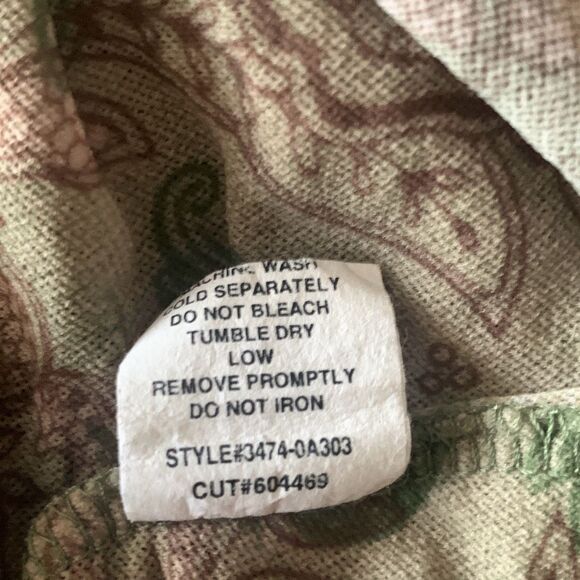 MACHINE WASH
COLD SEPARATELY
DO NOT BLEACH
TUMBLE DRY
LOW
REMOVE PROMPTLY
DO NOT IRON
STYLE#3474-0A303
CUT#604469